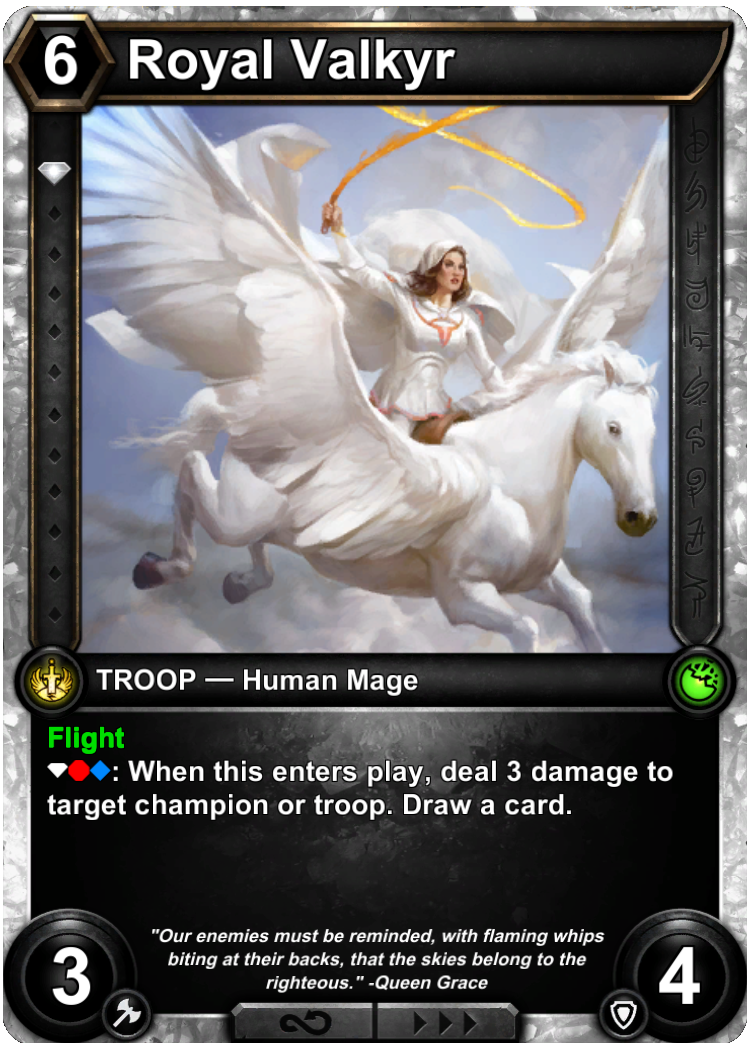 6 Royal Valkyr
TROOP — Human Mage
Flight
: When this enters play, deal 3 damage to
target champion or troop. Draw a card.
"Our enemies must be reminded, with flaming whips
biting at their backs, that the skies belong to the
righteous." -Queen Grace
3
4